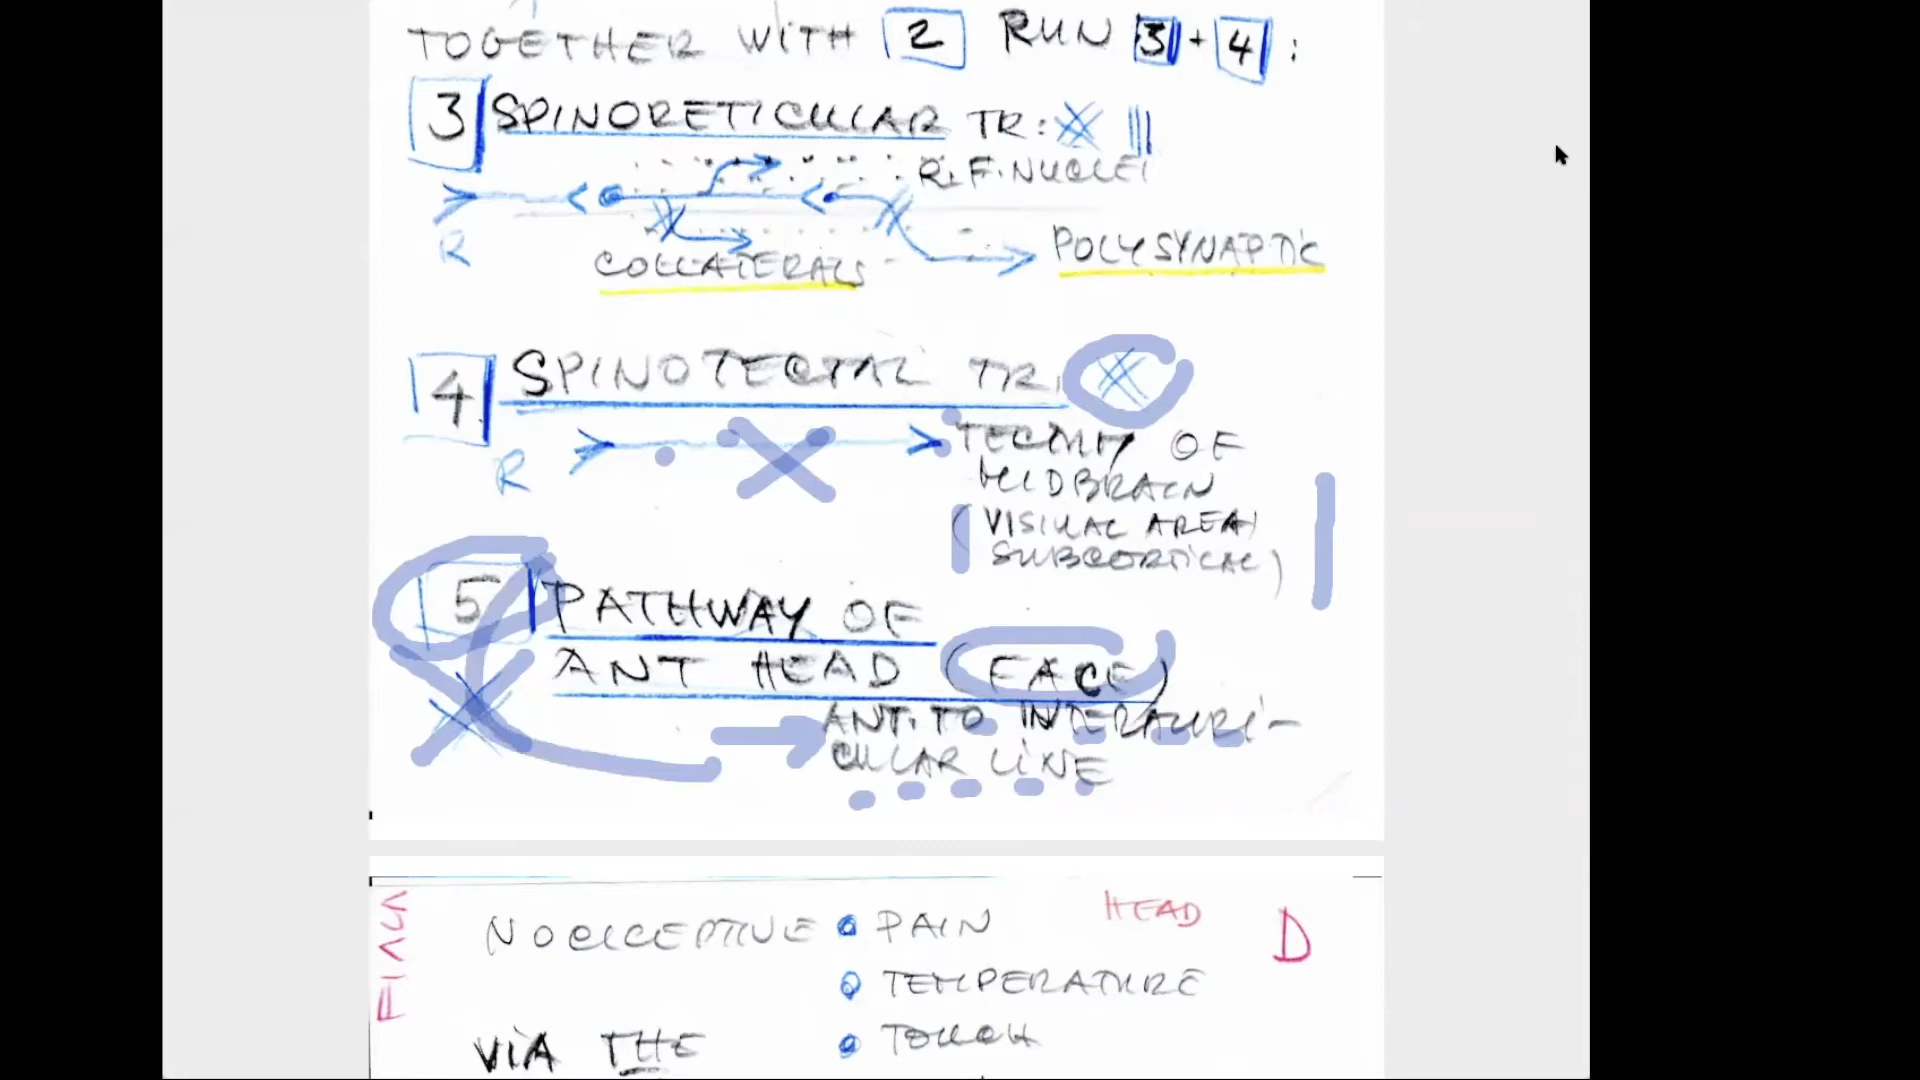 TOGETHER WITH 2 RUN 3 + 4 :
3 SPINORETICULAR TR:
R.F. NUCLEI
R
COLLATERALS
POLYSYNAPTIC
4 SPINOTECTAL TR.
R
TECTUM OF
MIDBRAIN
(VISUAL AREA
SUBCORTICAL)
5 PATHWAY OF
ANT HEAD (FACE)
ANT. TO INTERAURI-
CULAR LINE
NOCICEPTIVE PAIN
HEAD
D
TEMPERATURE
VIA THE
TOUCH